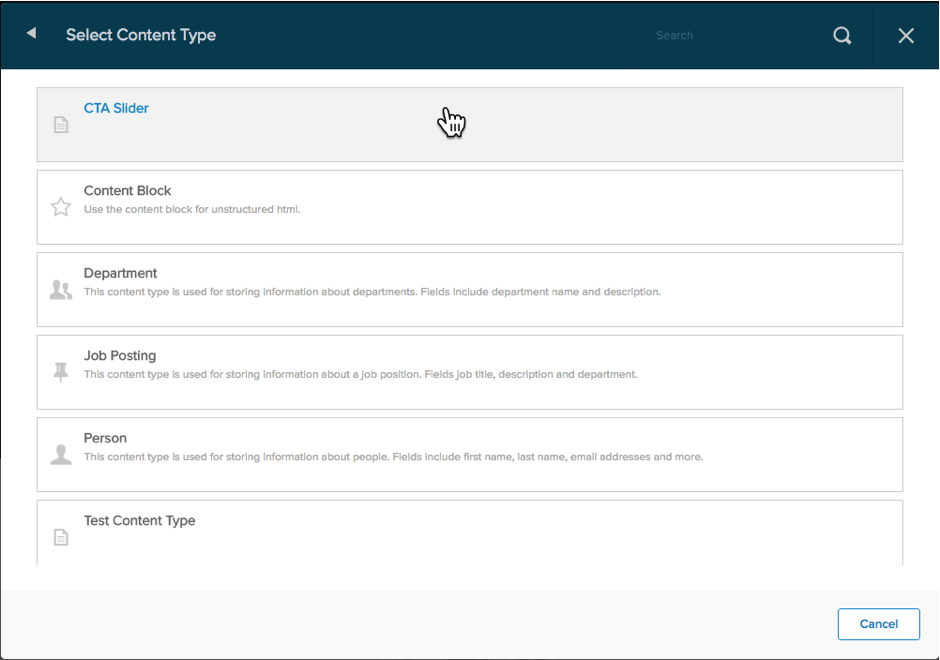 Select Content Type
Search
CTA Slider
Content Block
Use the content block for unstructured html.
Department
This content type is used for storing information about departments. Fields include department name and description.
Job Posting
This content type is used for storing information about a job position. Fields job title, description and department.
Person
This content type is used for storing information about people. Fields include first name, last name, email addresses and more.
Test Content Type
Cancel